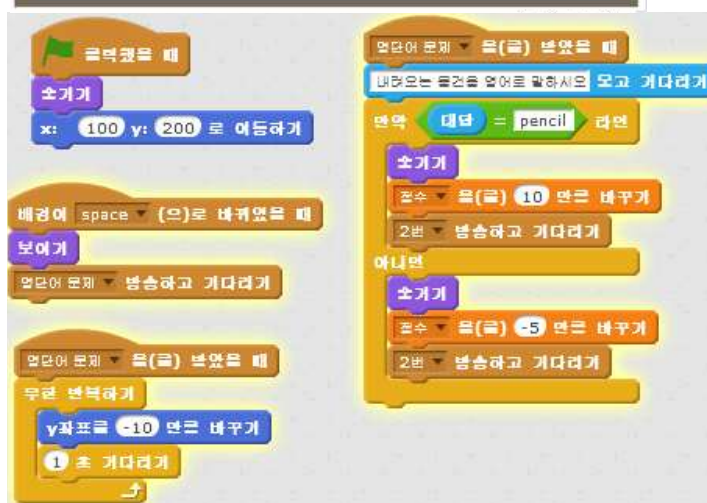 클릭했을 때
숨기기
x: 100 y: 200 로 이동하기
배경이 space (으)로 바뀌었을 때
보이기
영단어 문제 방송하고 기다리기
영단어 문제 을(를) 받았을 때
무한 반복하기
y좌표를 -10 만큼 바꾸기
1 초 기다리기
영단어 문제 을(를) 받았을 때
내려오는 물건을 영어로 말하시오 묻고 기다리기
만약 대답 = pencil 라면
숨기기
점수 을(를) 10 만큼 바꾸기
2번 방송하고 기다리기
아니면
숨기기
점수 을(를) -5 만큼 바꾸기
2번 방송하고 기다리기